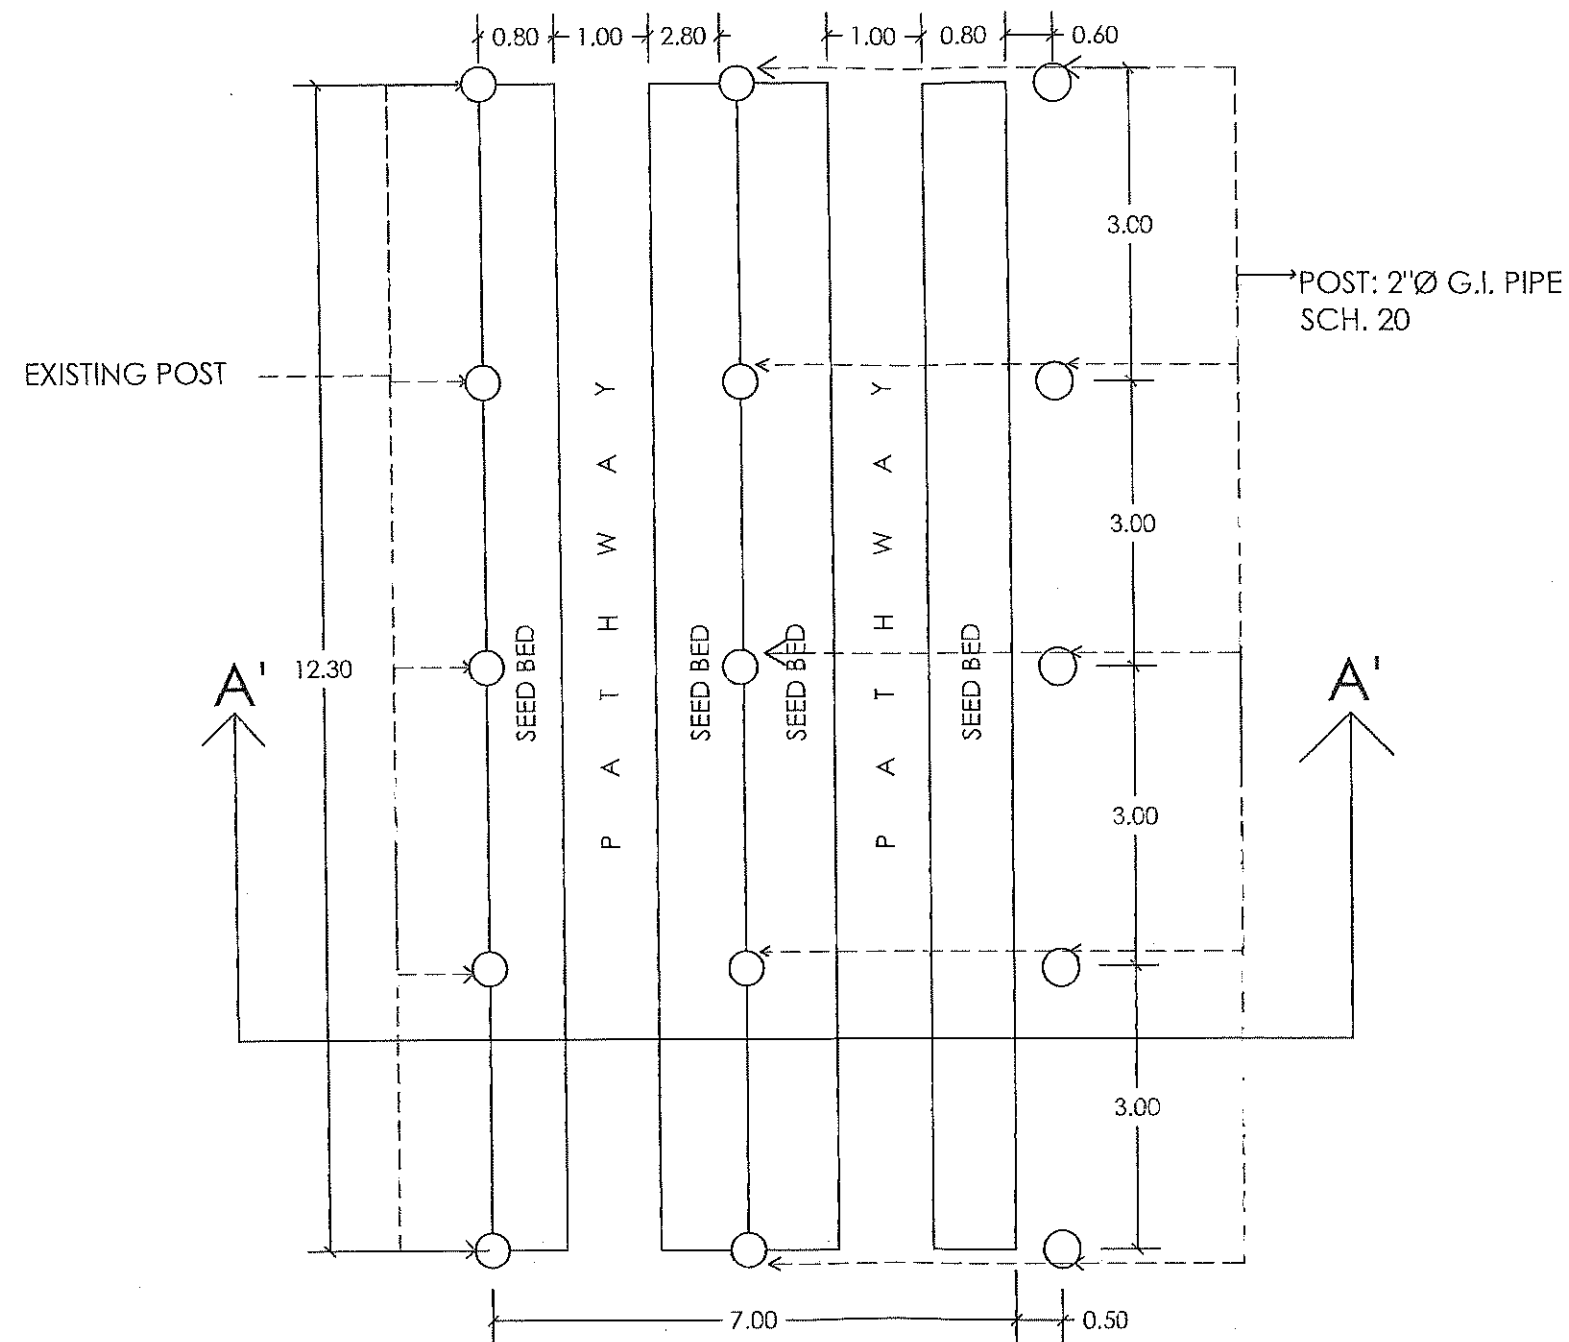 0.80 1.00 2.80 1.00 0.80 0.60
3.00
POST: 2"Ø G.I. PIPE
SCH. 20
EXISTING POST
PATHWAY
PATHWAY
3.00
SEED BED
SEED BED
SEED BED
SEED BED
A'
12.30
A'
3.00
3.00
7.00
0.50